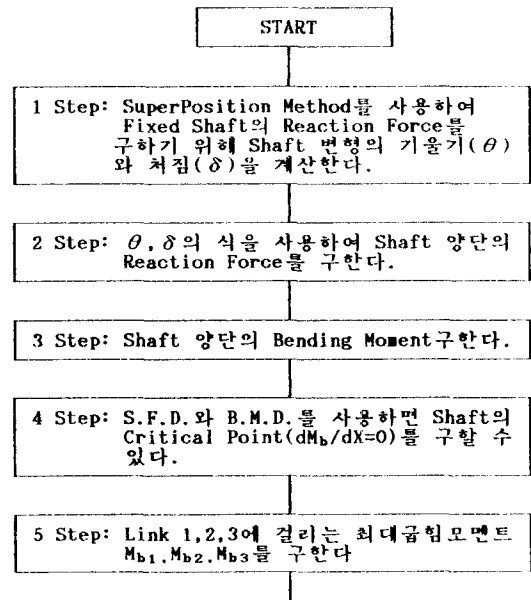 START
1 Step: SuperPosition Method를 사용하여
Fixed Shaft의 Reaction Force를
구하기 위해 Shaft 변형의 기울기(θ)
와 처짐(δ)을 계산한다.
2 Step: θ,δ의 식을 사용하여 Shaft 양단의
Reaction Force를 구한다.
3 Step: Shaft 양단의 Bending Moment구한다.
4 Step: S.F.D.와 B.M.D.를 사용하면 Shaft의
Critical Point(dMb/dX=0)를 구할 수
있다.
5 Step: Link 1,2,3에 걸리는 최대굽힘모멘트
Mb1,Mb2,Mb3를 구한다